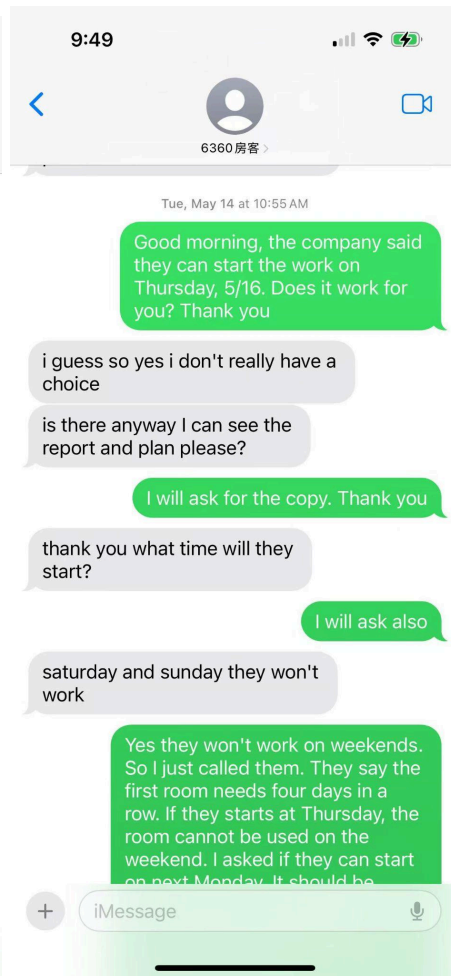 9:49
6360房客
Tue, May 14 at 10:55 AM
Good morning, the company said
they can start the work on
Thursday, 5/16. Does it work for
you? Thank you
i guess so yes i don't really have a
choice
is there anyway I can see the
report and plan please?
I will ask for the copy. Thank you
thank you what time will they
start?
I will ask also
saturday and sunday they won't
work
Yes they won't work on weekends.
So I just called them. They say the
first room needs four days in a
row. If they starts at Thursday, the
room cannot be used on the
weekend. I asked if they can start
on next Monday. It should be
iMessage